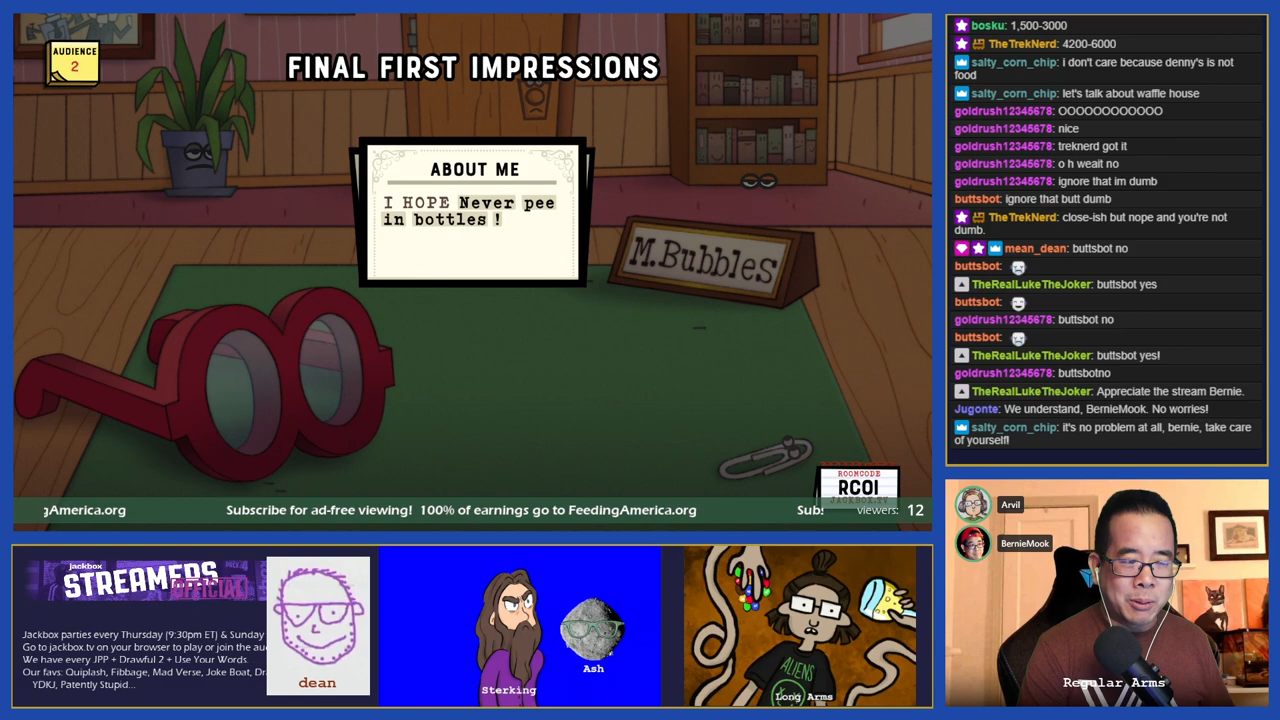 AUDIENCE
2
FINAL FIRST IMPRESSIONS
ABOUT ME
I HOPE Never pee
in bottles !
M.Bubbles
ROOMCODE
RCOI
JACKBOX.TV
gAmerica.org Subscribe for ad-free viewing! 100% of earnings go to FeedingAmerica.org Sub! viewers: 12
jackbox
STREAMERS
OFFICIAL
Jackbox parties every Thursday (9:30pm ET) & Sunday
Go to jackbox.tv on your browser to play or join the au
We have every JPP + Drawful 2 + Use Your Words.
Our favs: Quiplash, Fibbage, Mad Verse, Joke Boat, Dr
YDKJ, Patently Stupid...
dean
Sterking
Ash
ALIENS
Long Arms
bosku: 1,500-3000
TheTrekNerd: 4200-6000
salty_corn_chip: i don't care because denny's is not
food
salty_corn_chip: let's talk about waffle house
goldrush12345678: OOOOOOOOOOOO
goldrush12345678: nice
goldrush12345678: treknerd got it
goldrush12345678: o h weait no
goldrush12345678: ignore that im dumb
buttsbot: ignore that butt dumb
TheTrekNerd: close-ish but nope and you're not
dumb.
mean_dean: buttsbot no
buttsbot:
TheRealLukeTheJoker: buttsbot yes
buttsbot:
goldrush12345678: buttsbot no
buttsbot:
TheRealLukeTheJoker: buttsbot yes!
goldrush12345678: buttsbotno
TheRealLukeTheJoker: Appreciate the stream Bernie.
Jugonte: We understand, BernieMook. No worries!
salty_corn_chip: it's no problem at all, bernie, take care
of yourself!
Arvil
BernieMook
Regular Arms